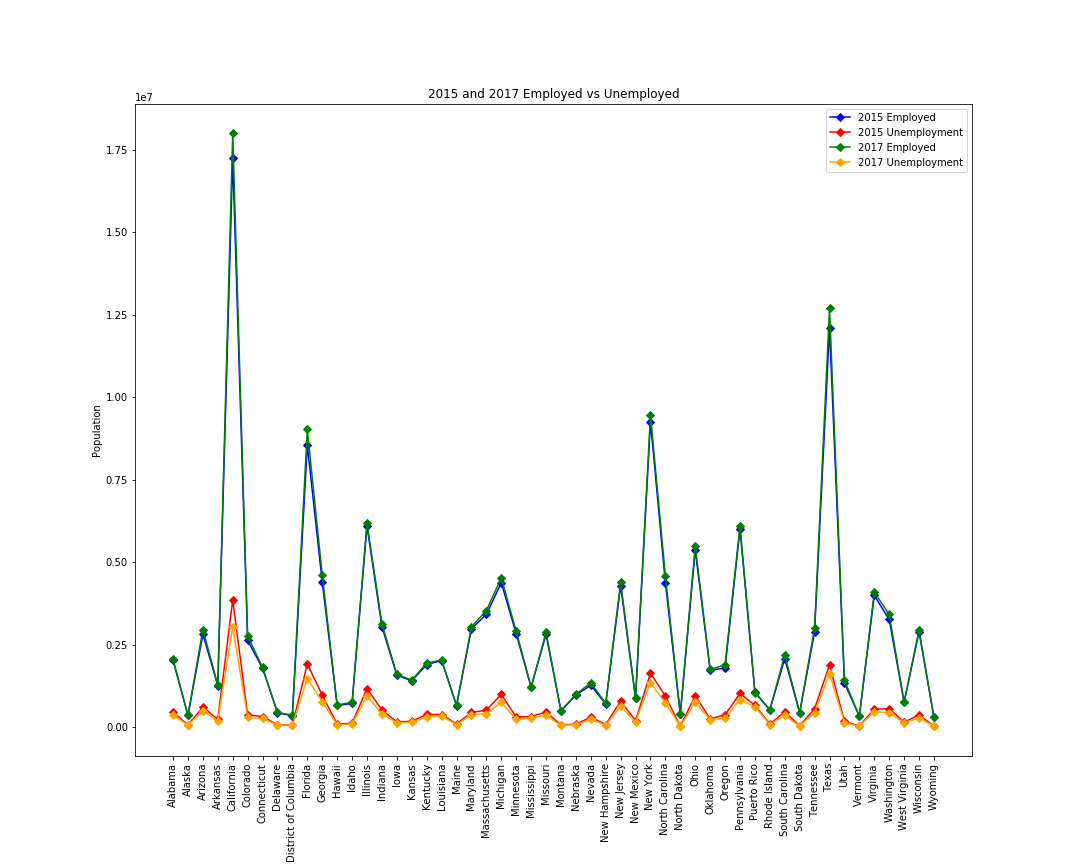 2015 and 2017 Employed vs Unemployed
1e7
2015 Employed
2015 Unemployment
2017 Employed
2017 Unemployment
1.75
1.50
1.25
1.00
0.75
0.50
0.25
0.00
Population
Alabama
Alaska
Arizona
Arkansas
California
Colorado
Connecticut
Delaware
District of Columbia
Florida
Georgia
Hawaii
Idaho
Illinois
Indiana
Iowa
Kansas
Kentucky
Louisiana
Maine
Maryland
Massachusetts
Michigan
Minnesota
Mississippi
Missouri
Montana
Nebraska
Nevada
New Hampshire
New Jersey
New Mexico
New York
North Carolina
North Dakota
Ohio
Oklahoma
Oregon
Pennsylvania
Puerto Rico
Rhode Island
South Carolina
South Dakota
Tennessee
Texas
Utah
Vermont
Virginia
Washington
West Virginia
Wisconsin
Wyoming